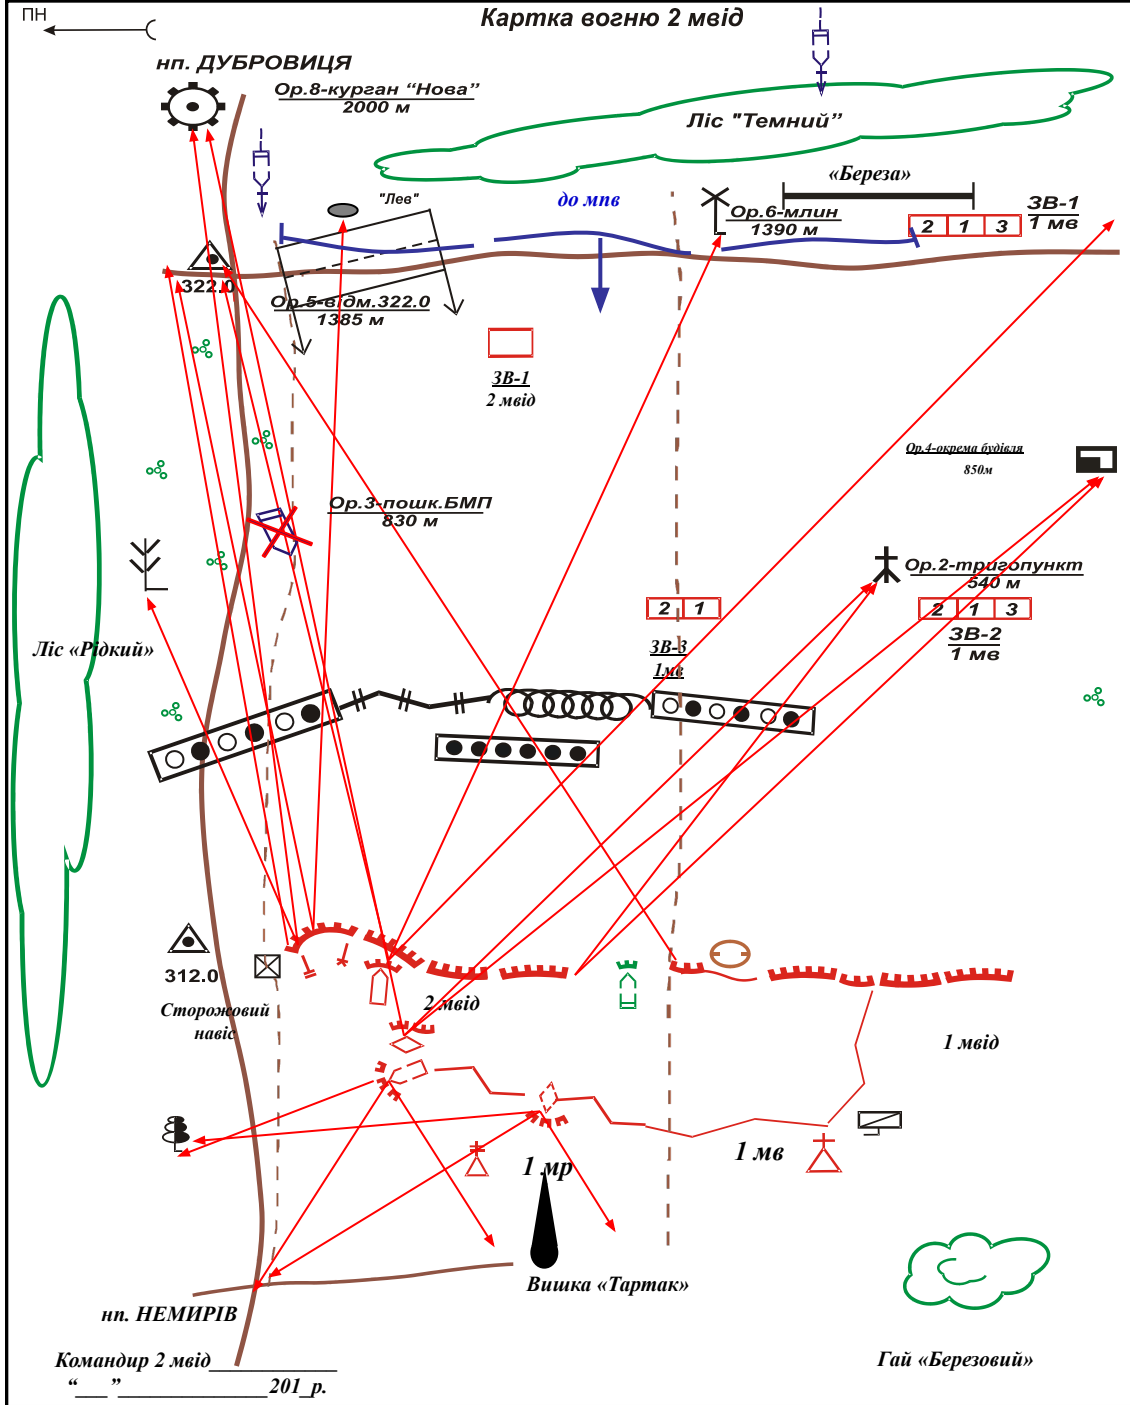 ПН
Картка вогню 2 мвід
нп. ДУБРОВИЦЯ
Ор.8-курган “Нова”
2000 м
Ліс "Темний”
«Береза»
"Лев"
до мпв
Ор.6-млин
1390 м
2 1 3
ЗВ-1
1 мв
322.0
Ор.5-відм.322.0
1385 м
ЗВ-1
2 мвід
Ор.4-окрема будівля
850м
Ор.3-пошк.БМП
830 м
Ор.2-тригопункт
540 м
2 1
2 1 3
ЗВ-2
1 мв
Ліс «Рідкий»
ЗВ-3
1мв
312.0
Сторожовий
навіс
2 мвід
1 мвід
1 мв
1 мр
Вишка «Тартак»
нп. НЕМИРІВ
Командир 2 мвід____________
“___”______________201_р.
Гай «Березовий»